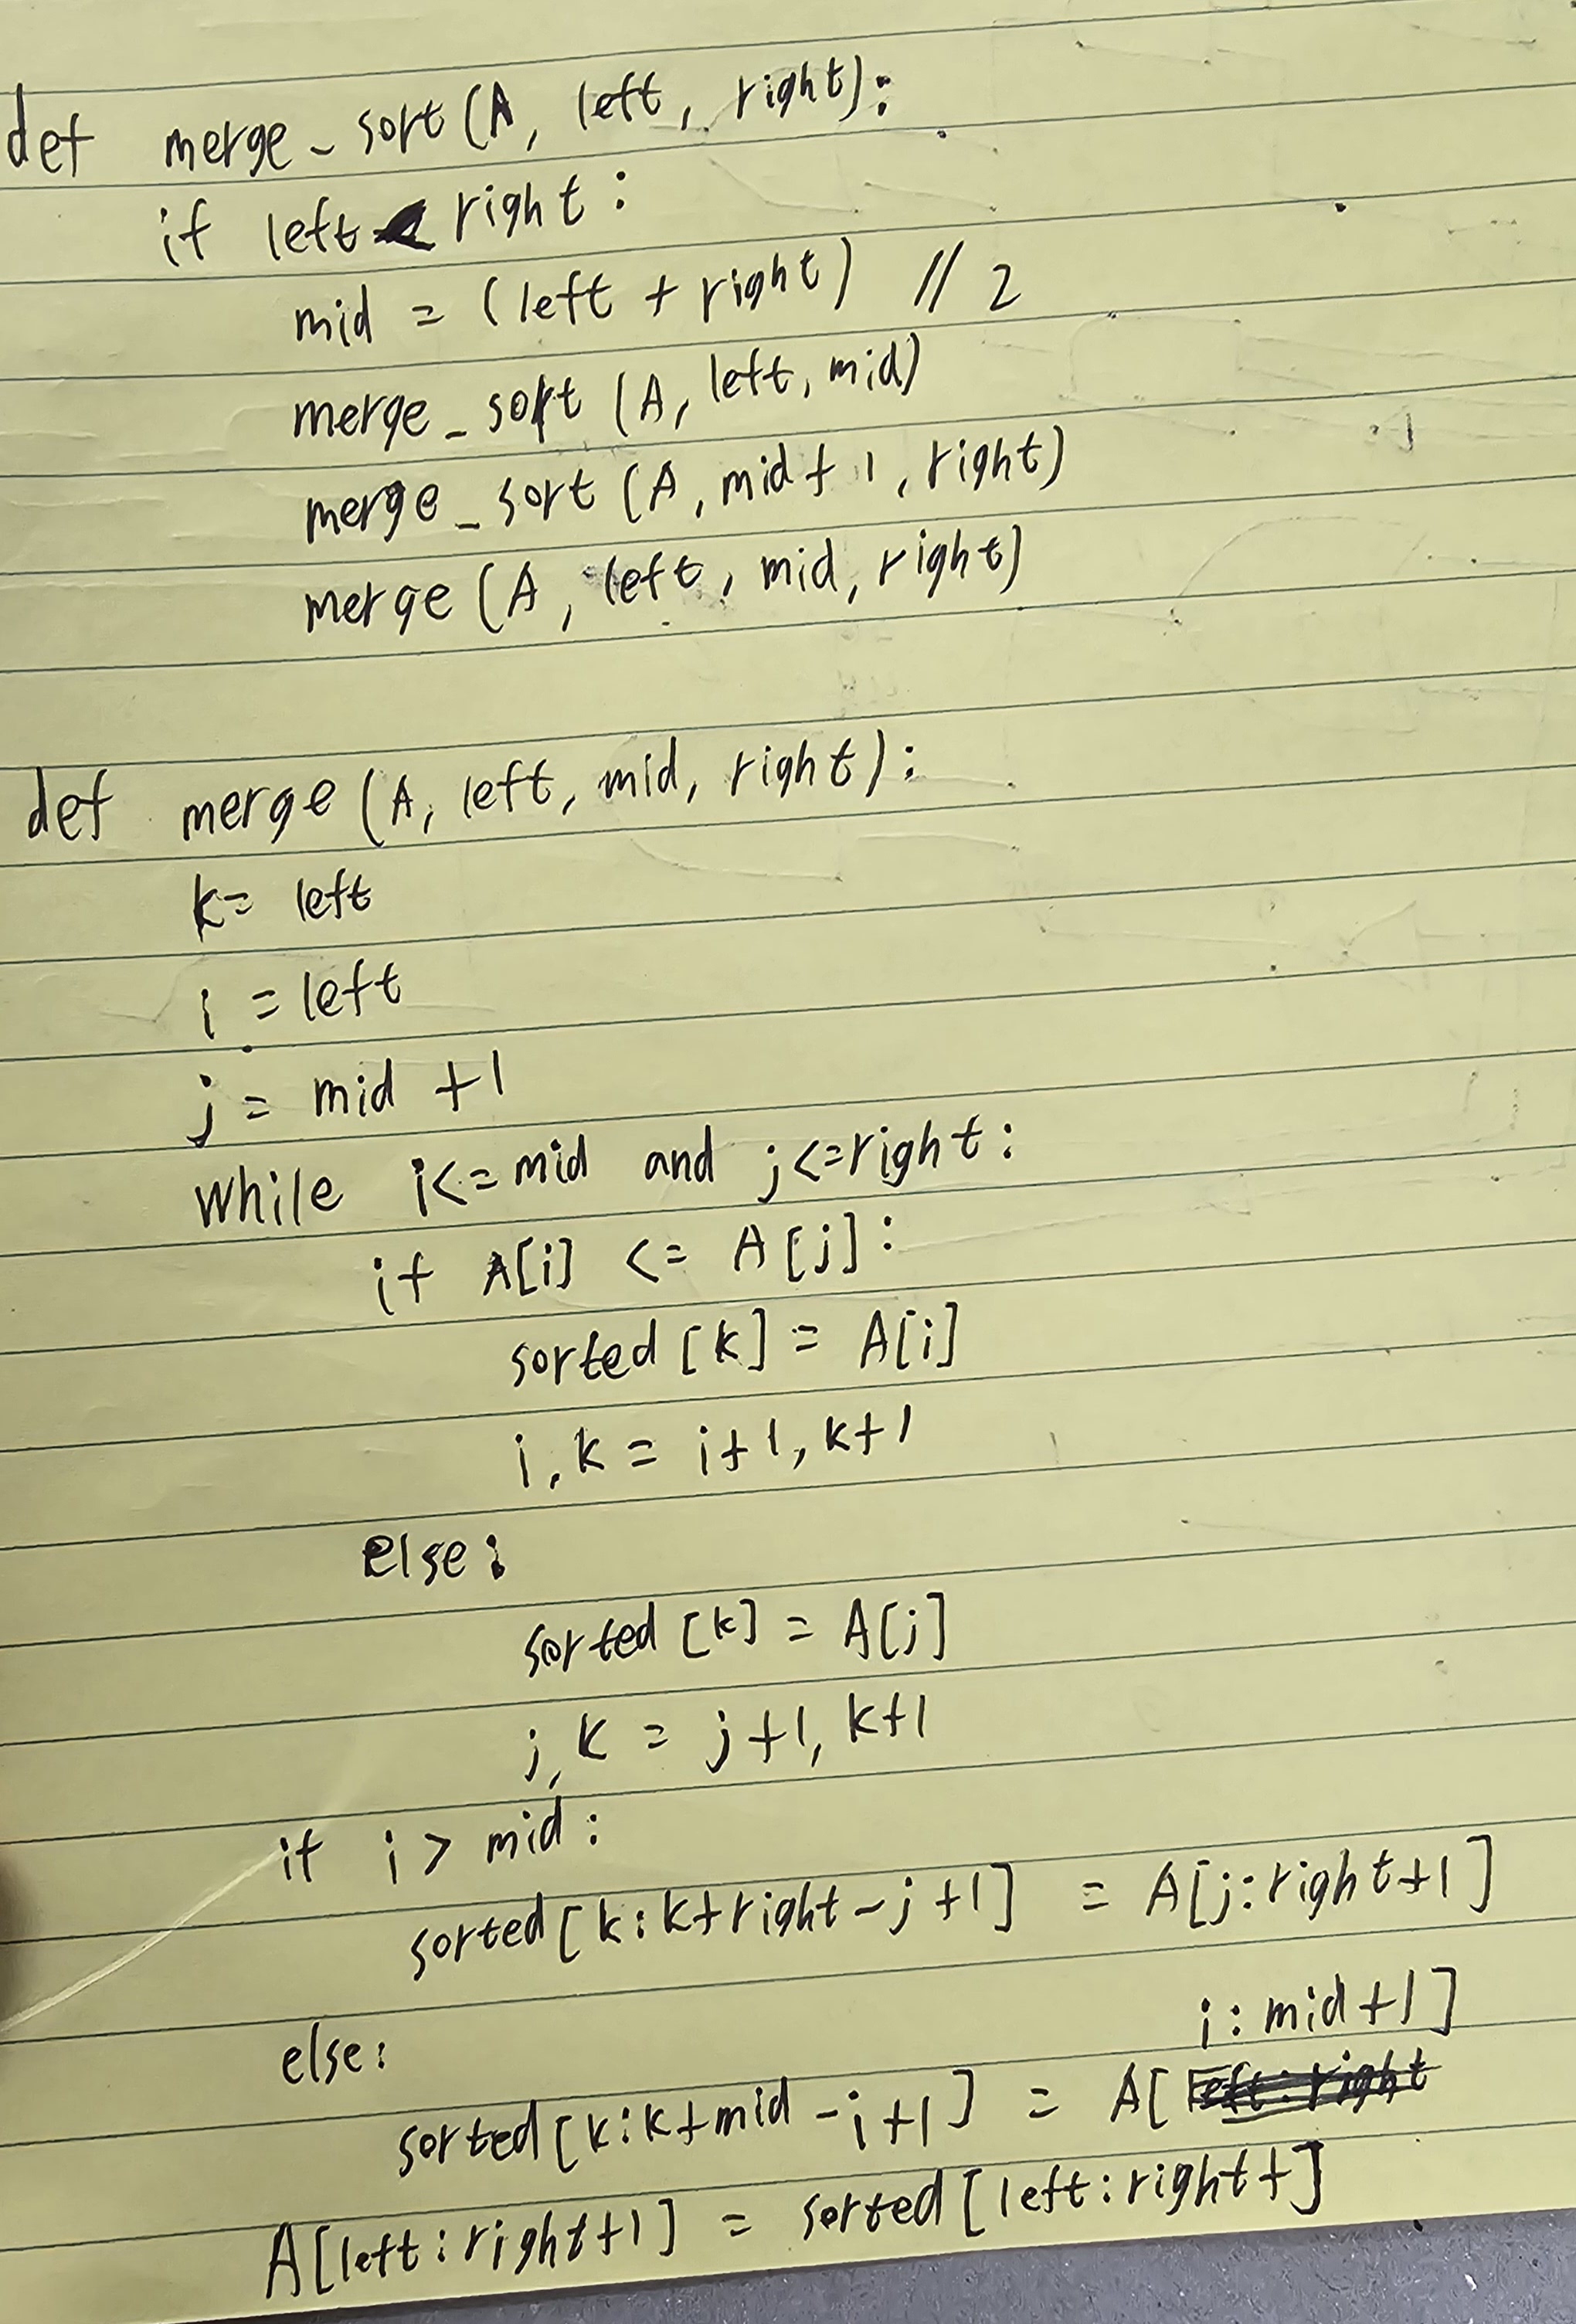 def merge_sort(A, left, right):
if left < right:
mid = (left + right) // 2
merge_sort (A, left, mid)
merge_sort (A, mid+1, right)
merge (A, left, mid, right)
def merge (A, left, mid, right):
k= left
i = left
j = mid +1
while i<=mid and j<=right:
if A[i] <= A[j]:
sorted [k] = A[i]
i, k = i+1, k+1
else:
sorted [k] = A[j]
j, k = j+1, k+1
if i > mid:
sorted [k:k+right-j+1] = A[j:right+1]
else:
i:mid+1]
sorted [k:k+mid-i+1] = A[
A[left:right+1] = sorted [left:right+]